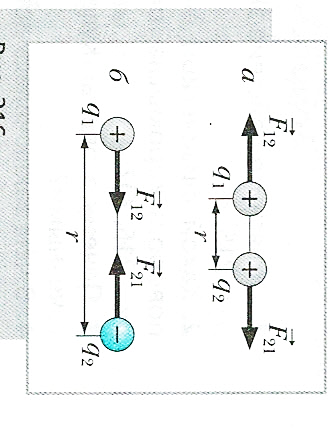 а
F⃗₁₂ q₁ q₂ F⃗₂₁
r
б
q₁ F⃗₁₂ F⃗₂₁ q₂
r